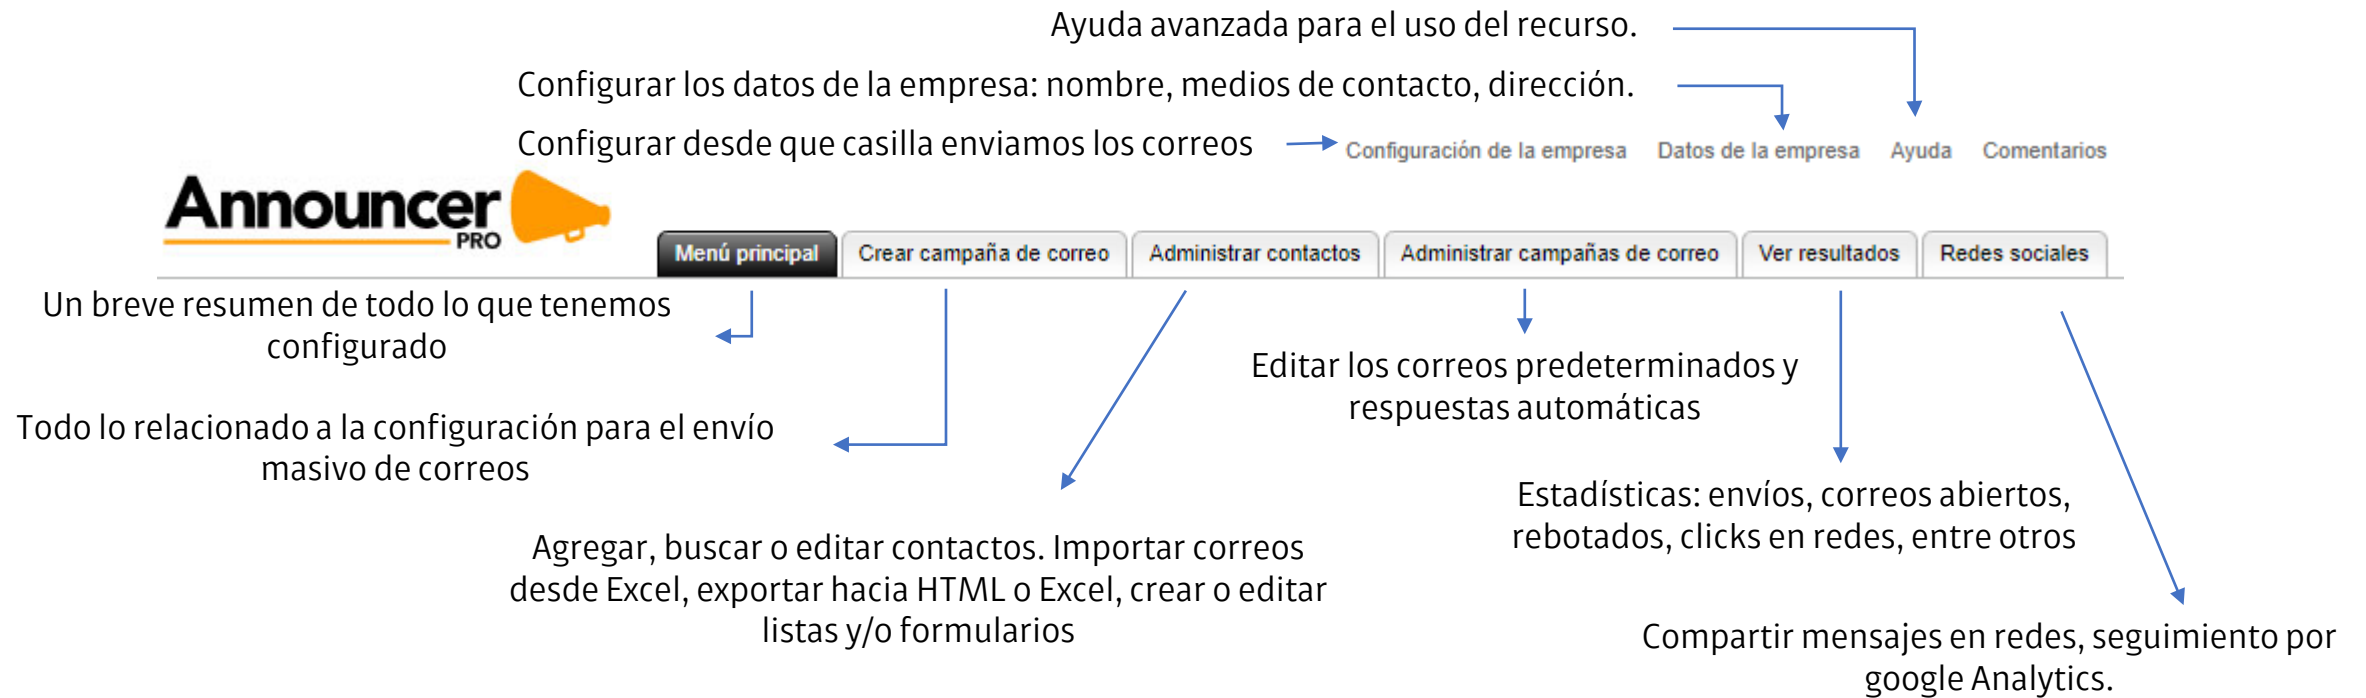 Ayuda avanzada para el uso del recurso.
Configurar los datos de la empresa: nombre, medios de contacto, dirección.
Configurar desde que casilla enviamos los correos
Configuración de la empresa Datos de la empresa Ayuda Comentarios
Announcer
PRO
Menú principal Crear campaña de correo Administrar contactos Administrar campañas de correo Ver resultados Redes sociales
Un breve resumen de todo lo que tenemos
configurado
Editar los correos predeterminados y
respuestas automáticas
Todo lo relacionado a la configuración para el envío
masivo de correos
Estadísticas: envíos, correos abiertos,
rebotados, clicks en redes, entre otros
Agregar, buscar o editar contactos. Importar correos
desde Excel, exportar hacia HTML o Excel, crear o editar
listas y/o formularios
Compartir mensajes en redes, seguimiento por
google Analytics.